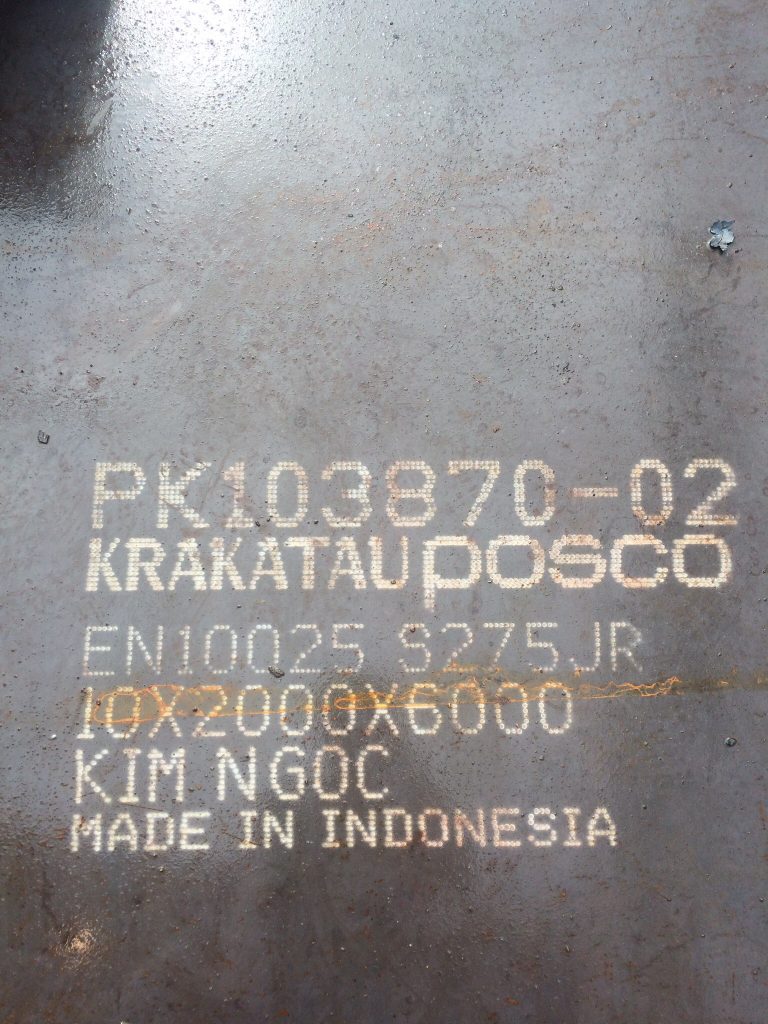 PK103870-02
KRAKATAU posco
EN10025 S275JR
10X2000X6000
KIM NGOC
MADE IN INDONESIA